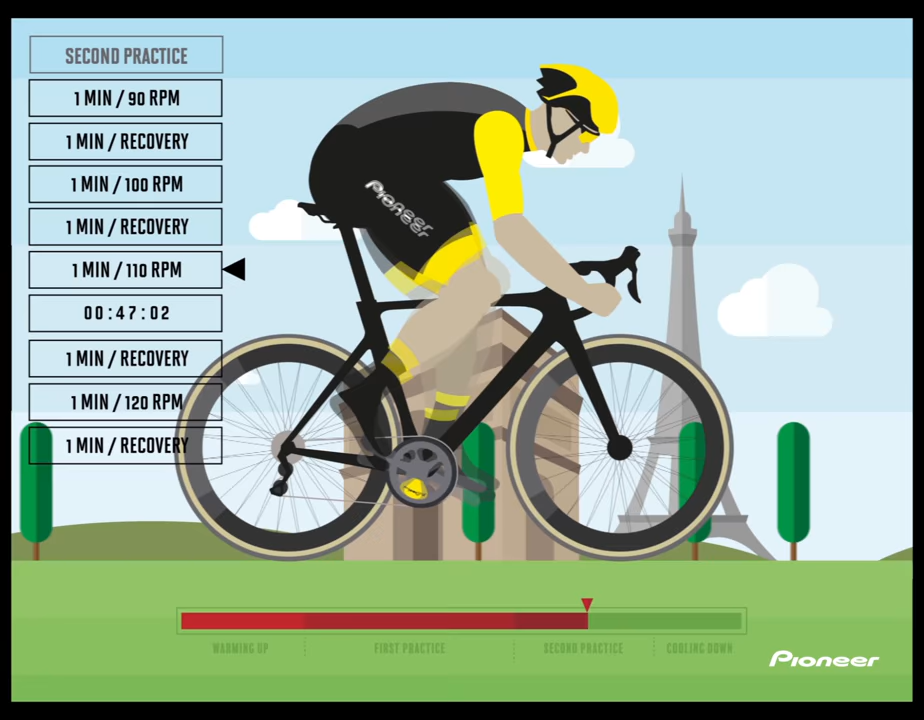 SECOND PRACTICE
1 MIN / 90 RPM
1 MIN / RECOVERY
1 MIN / 100 RPM
1 MIN / RECOVERY
1 MIN / 110 RPM
00:47:02
1 MIN / RECOVERY
1 MIN / 120 RPM
1 MIN / RECOVERY
Pioneer
Pioneer
WARMING UP
FIRST PRACTICE
SECOND PRACTICE
COOLING DOWN
Pioneer